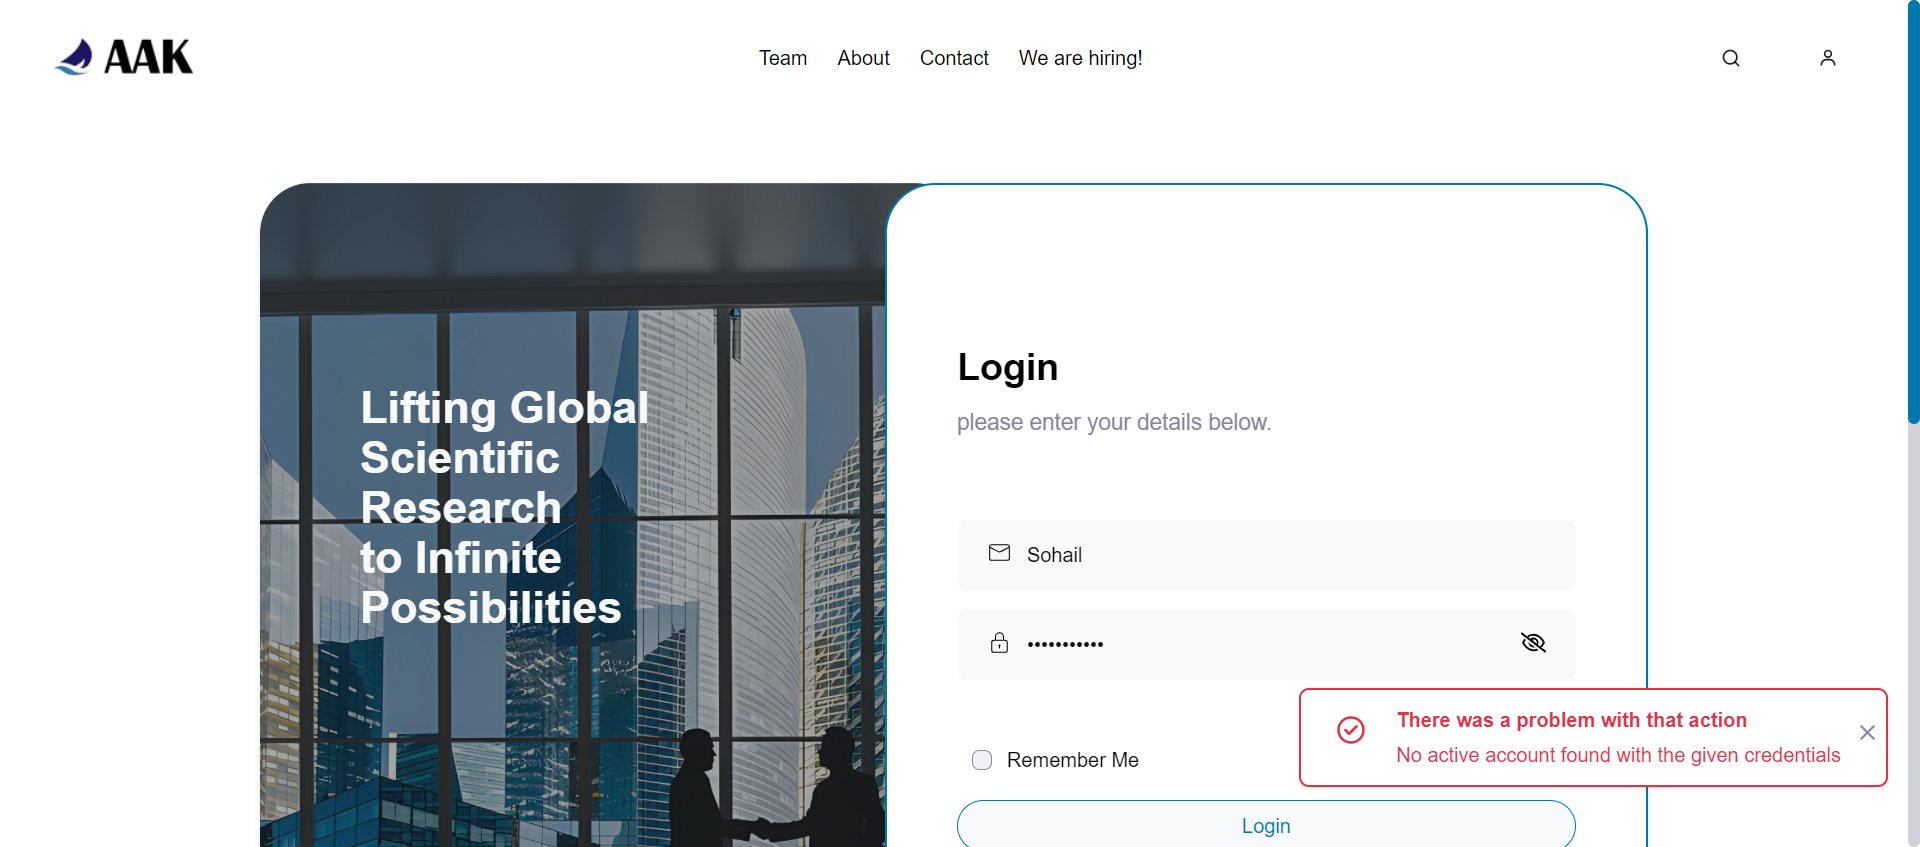 AAK
Team About Contact We are hiring!
Lifting Global
Scientific
Research
to Infinite
Possibilities
Login
please enter your details below.
Sohail
•••••••••••
There was a problem with that action
No active account found with the given credentials
Remember Me
Login